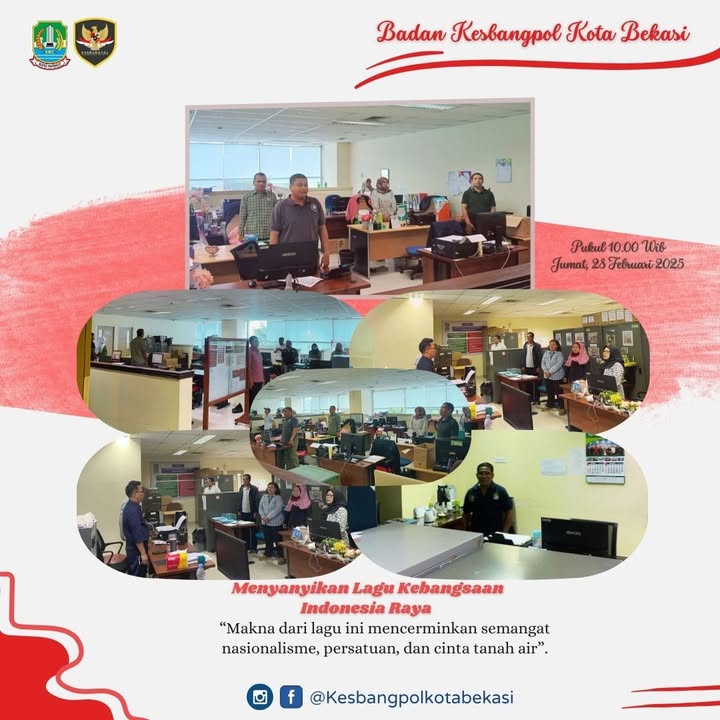 Badan Kesbangpol Kota Bekasi
Pukul 10.00 Wib
Jumat, 28 Februari 2025
Menyanyikan Lagu Kebangsaan
Indonesia Raya
“Makna dari lagu ini mencerminkan semangat
nasionalisme, persatuan, dan cinta tanah air”.
@Kesbangpolkotabekasi